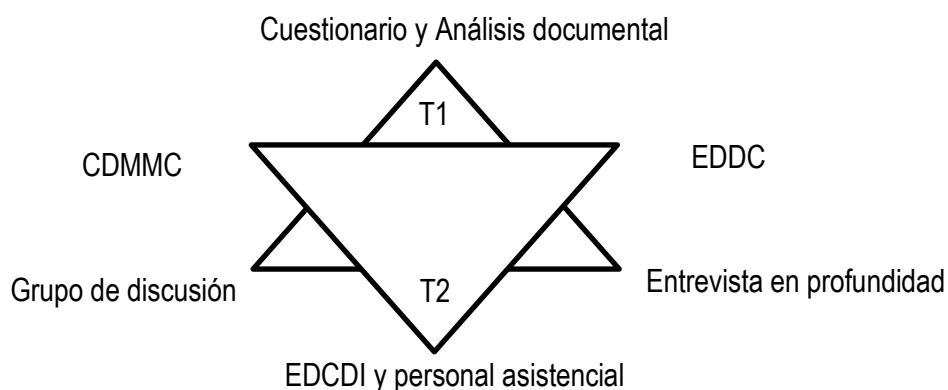 Cuestionario y Análisis documental
T1
CDMMC
EDDC
Grupo de discusión
T2
Entrevista en profundidad
EDCDI y personal asistencial